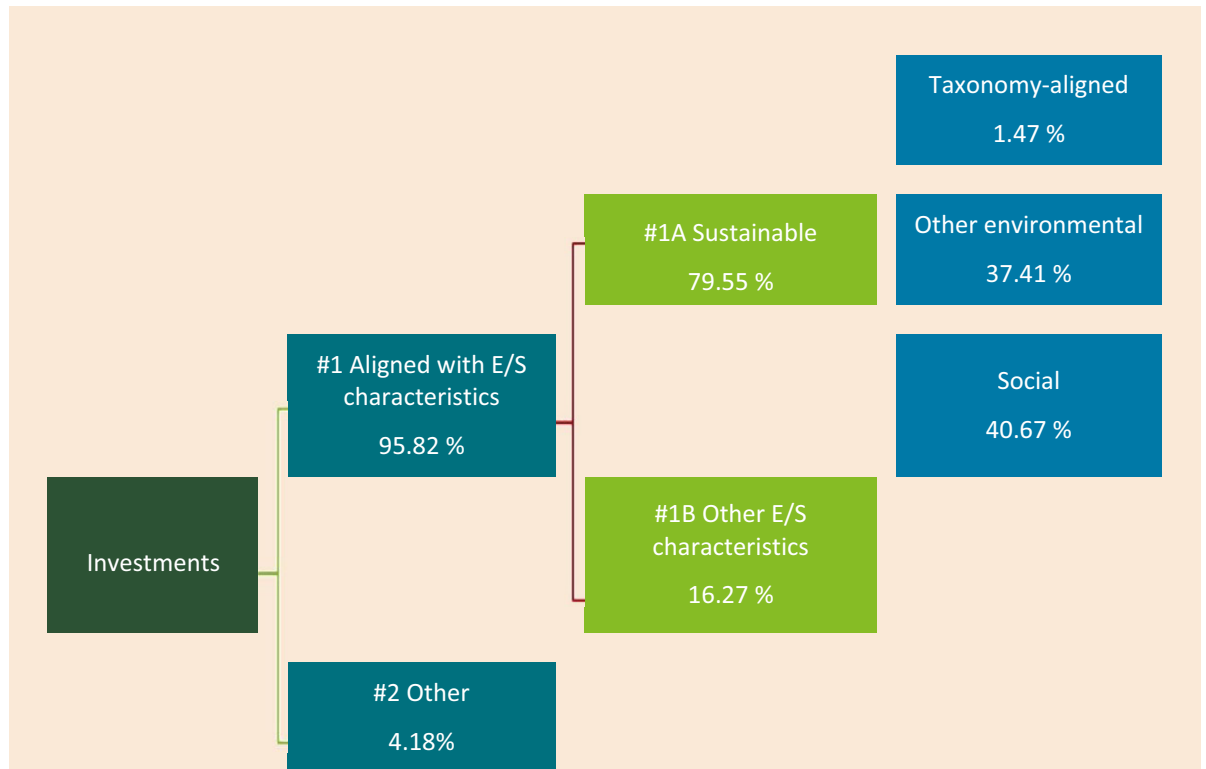 Taxonomy-aligned
1.47 %
#1A Sustainable
79.55 %
Other environmental
37.41 %
#1 Aligned with E/S
characteristics
95.82 %
Social
40.67 %
Investments
#1B Other E/S
characteristics
16.27 %
#2 Other
4.18%